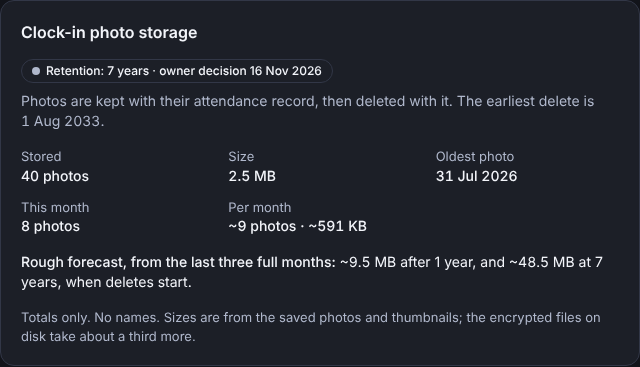 Clock-in photo storage
Retention: 7 years · owner decision 16 Nov 2026
Photos are kept with their attendance record, then deleted with it. The earliest delete is
1 Aug 2033.
Stored
Size
Oldest photo
40 photos
2.5 MB
31 Jul 2026
This month
Per month
8 photos
~9 photos · ~591 KB
Rough forecast, from the last three full months: ~9.5 MB after 1 year, and ~48.5 MB at 7
years, when deletes start.
Totals only. No names. Sizes are from the saved photos and thumbnails; the encrypted files on
disk take about a third more.